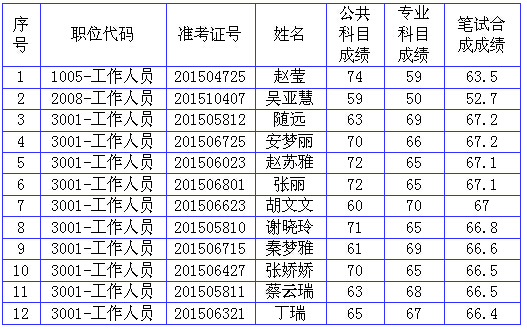 序号 职位代码 准考证号 姓名 公共科目成绩 专业科目成绩 笔试合成成绩
1 1005-工作人员 201504725 赵莹 74 59 63.5
2 2008-工作人员 201510407 吴亚慧 59 50 52.7
3 3001-工作人员 201505812 随远 63 69 67.2
4 3001-工作人员 201506725 安梦丽 70 66 67.2
5 3001-工作人员 201506023 赵苏雅 72 65 67.1
6 3001-工作人员 201506801 张丽 72 65 67.1
7 3001-工作人员 201506623 胡文文 60 70 67
8 3001-工作人员 201505810 谢晓玲 71 65 66.8
9 3001-工作人员 201506715 秦梦雅 61 69 66.6
10 3001-工作人员 201506427 张娇娇 70 65 66.5
11 3001-工作人员 201505811 蔡云瑞 63 68 66.5
12 3001-工作人员 201506321 丁瑞 65 67 66.4